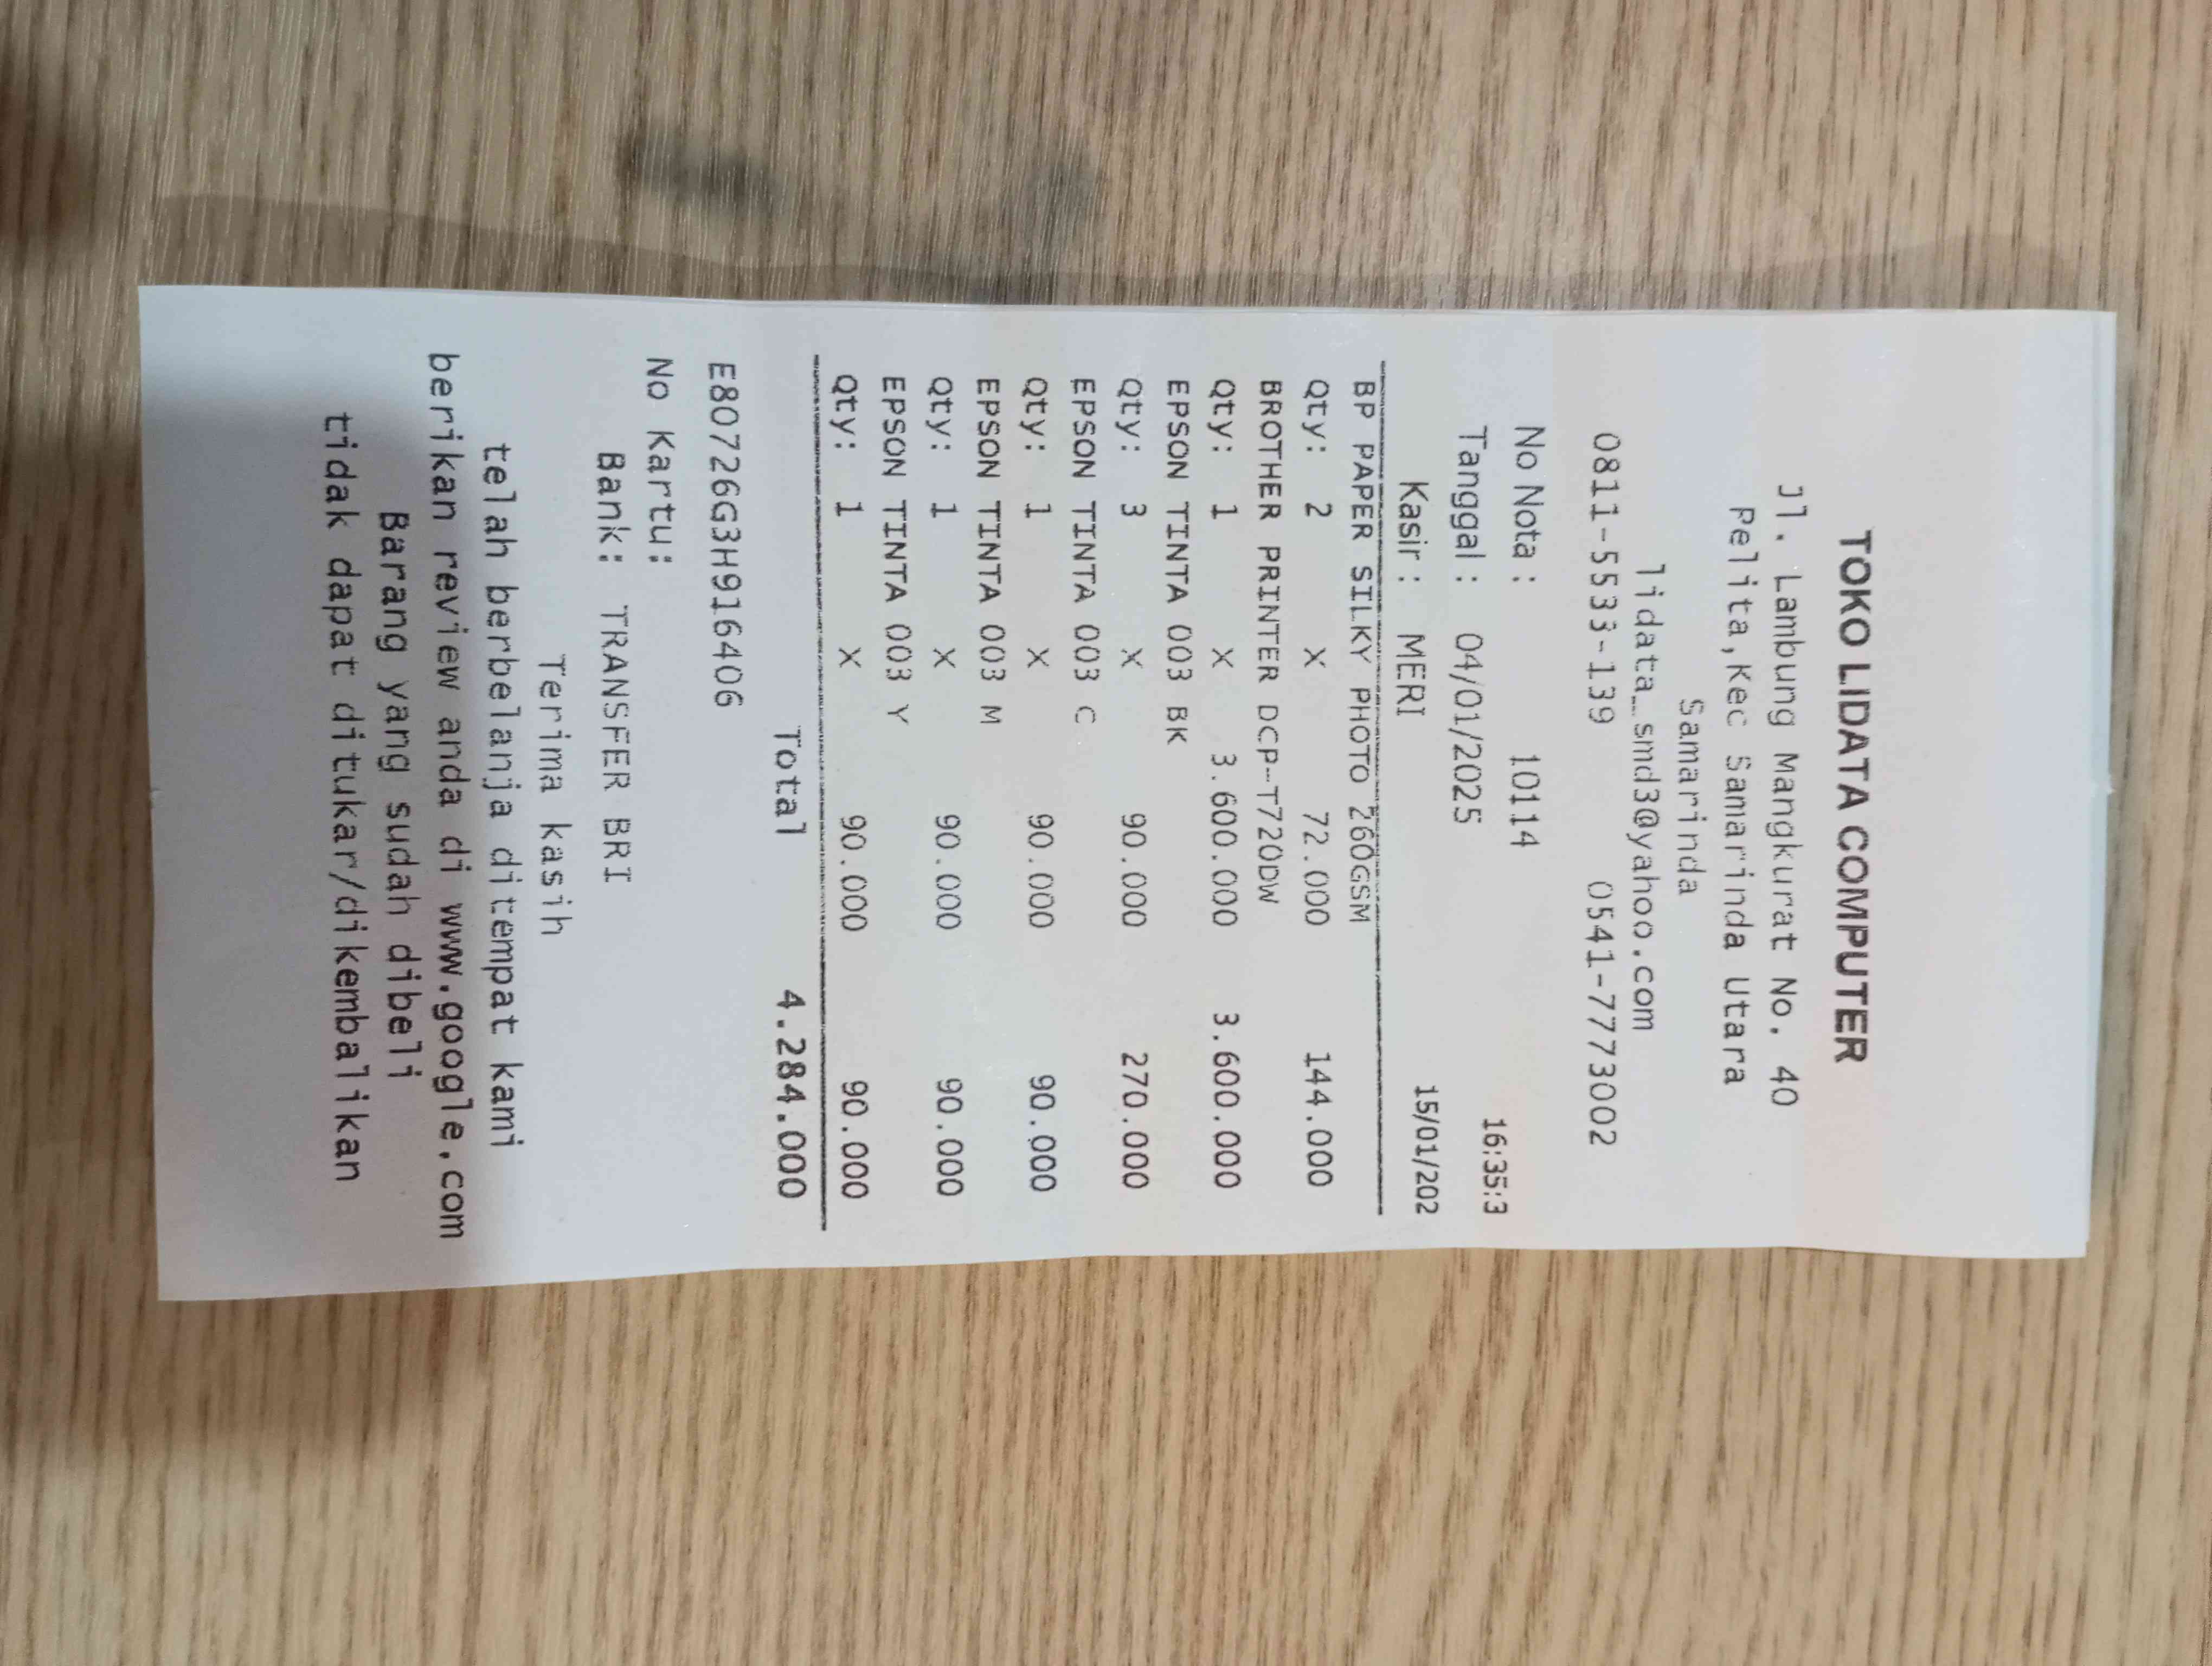 TOKO LIDATA COMPUTER
Jl. Lambung Mangkurat No. 40
Pelita,Kec Samarinda Utara
Samarinda
lidata_smd3@yahoo.com
0811-5533-139 0541-7773002
No Nota : 10114
16:35:3
Tanggal : 04/01/2025
Kasir : MERI 15/01/202
BP PAPER SILKY PHOTO 260GSM
Qty: 2 X 72.000 144.000
BROTHER PRINTER DCP-T720DW
Qty: 1 X 3.600.000 3.600.000
EPSON TINTA 003 BK
Qty: 3 X 90.000 270.000
EPSON TINTA 003 C
Qty: 1 X 90.000 90.000
EPSON TINTA 003 M
Qty: 1 X 90.000 90.000
EPSON TINTA 003 Y
Qty: 1 X 90.000 90.000
Total 4.284.000
E80726G3H916406
No Kartu:
Bank: TRANSFER BRI
Terima kasih
telah berbelanja ditempat kami
berikan review anda di www.google.com
Barang yang sudah dibeli
tidak dapat ditukar/dikembalikan